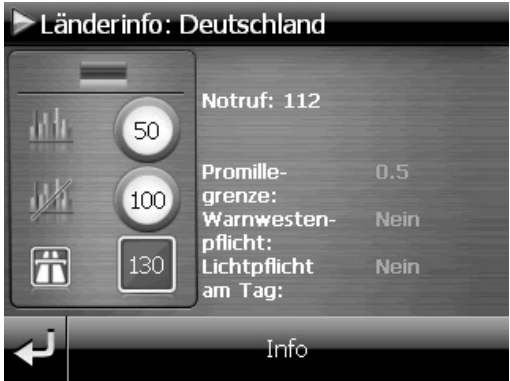 Länderinfo: Deutschland
Notruf: 112
50
100
130
Promille-
grenze: 0.5
Warnwesten-
pflicht: Nein
Lichtpflicht Nein
am Tag:
Info